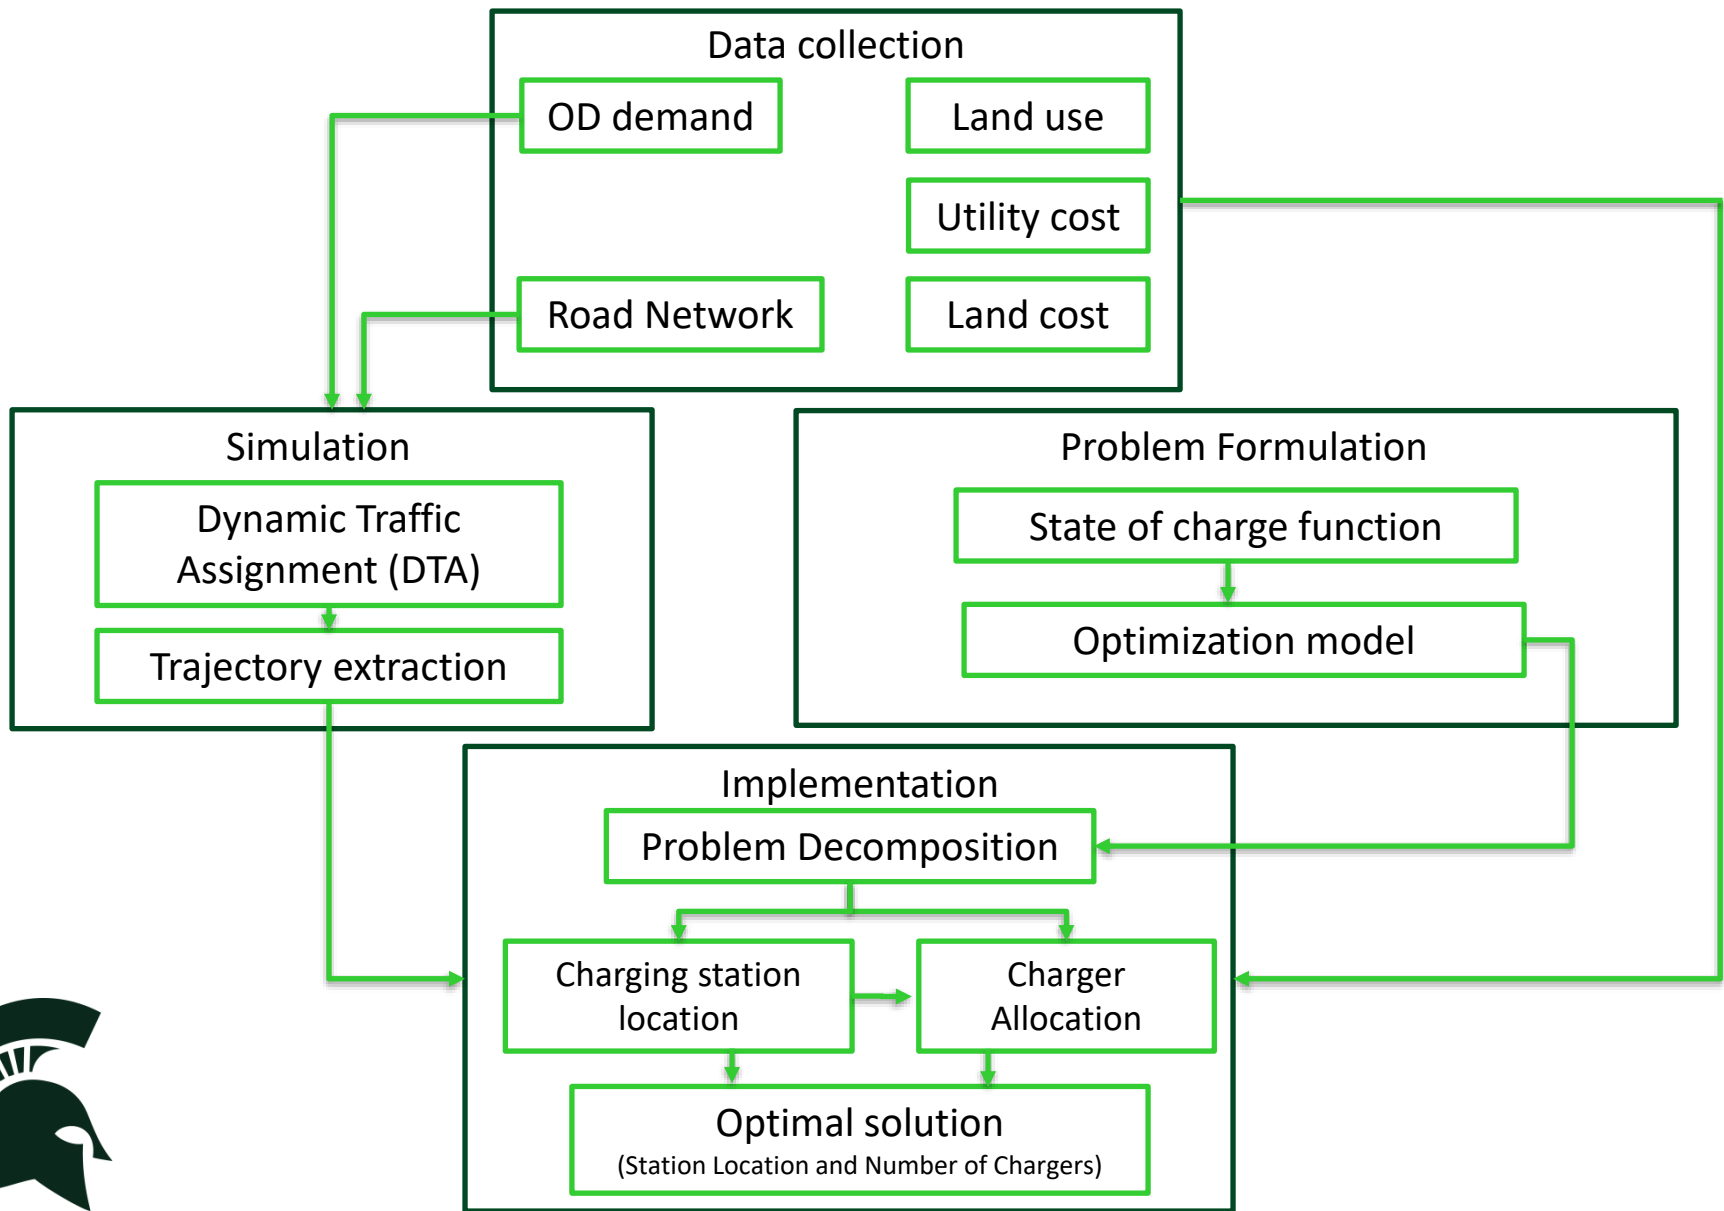 Data collection
OD demand
Land use
Utility cost
Road Network
Land cost
Simulation
Dynamic Traffic
Assignment (DTA)
Trajectory extraction
Problem Formulation
State of charge function
Optimization model
Implementation
Problem Decomposition
Charging station
location
Charger
Allocation
Optimal solution
(Station Location and Number of Chargers)